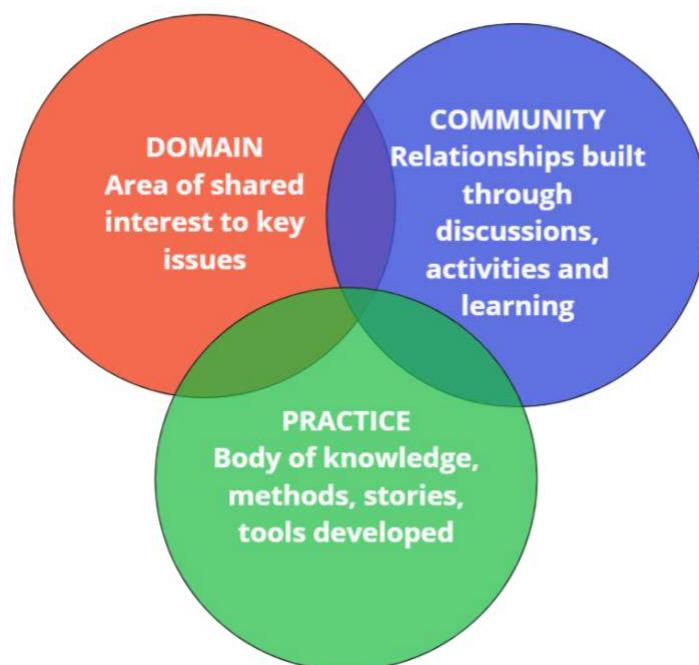 DOMAIN
Area of shared
interest to key
issues
COMMUNITY
Relationships built
through
discussions,
activities and
learning
PRACTICE
Body of knowledge,
methods, stories,
tools developed